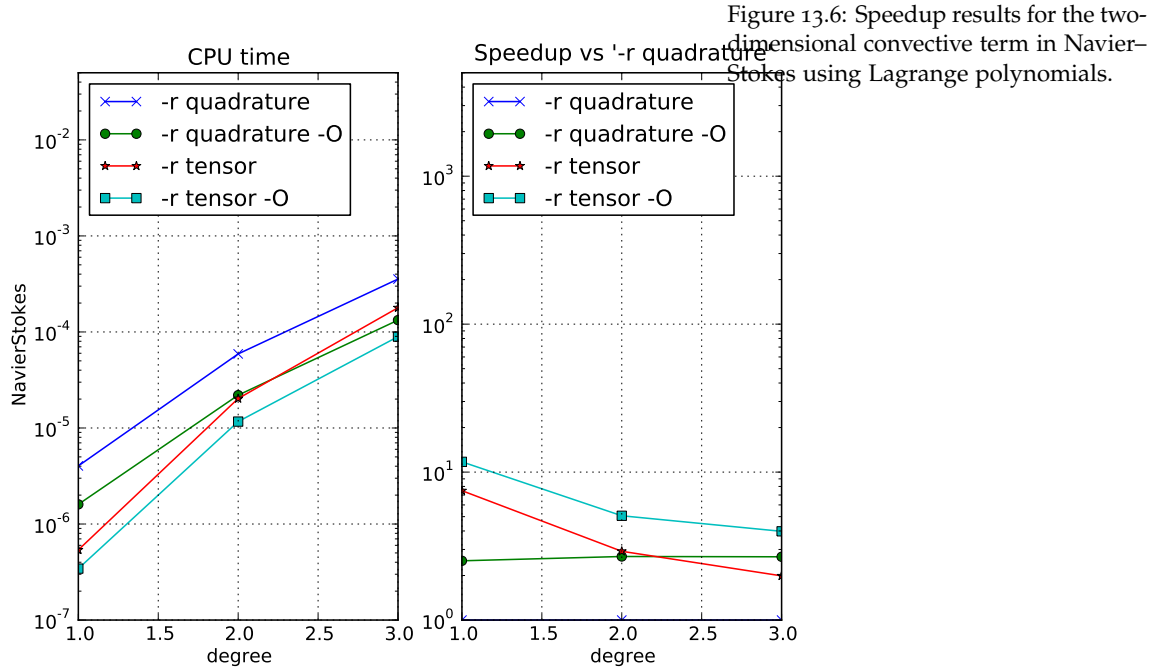 Figure 13.6: Speedup results for the two-
dimensional convective term in Navier–
Stokes using Lagrange polynomials.
CPU time
-r quadrature
-r quadrature -O
-r tensor
-r tensor -O
10^-2
10^-3
10^-4
10^-5
10^-6
10^-7
NavierStokes
1.0 1.5 2.0 2.5 3.0
degree
Speedup vs '-r quadrature'
-r quadrature
-r quadrature -O
-r tensor
-r tensor -O
10^3
10^2
10^1
10^0
1.0 1.5 2.0 2.5 3.0
degree